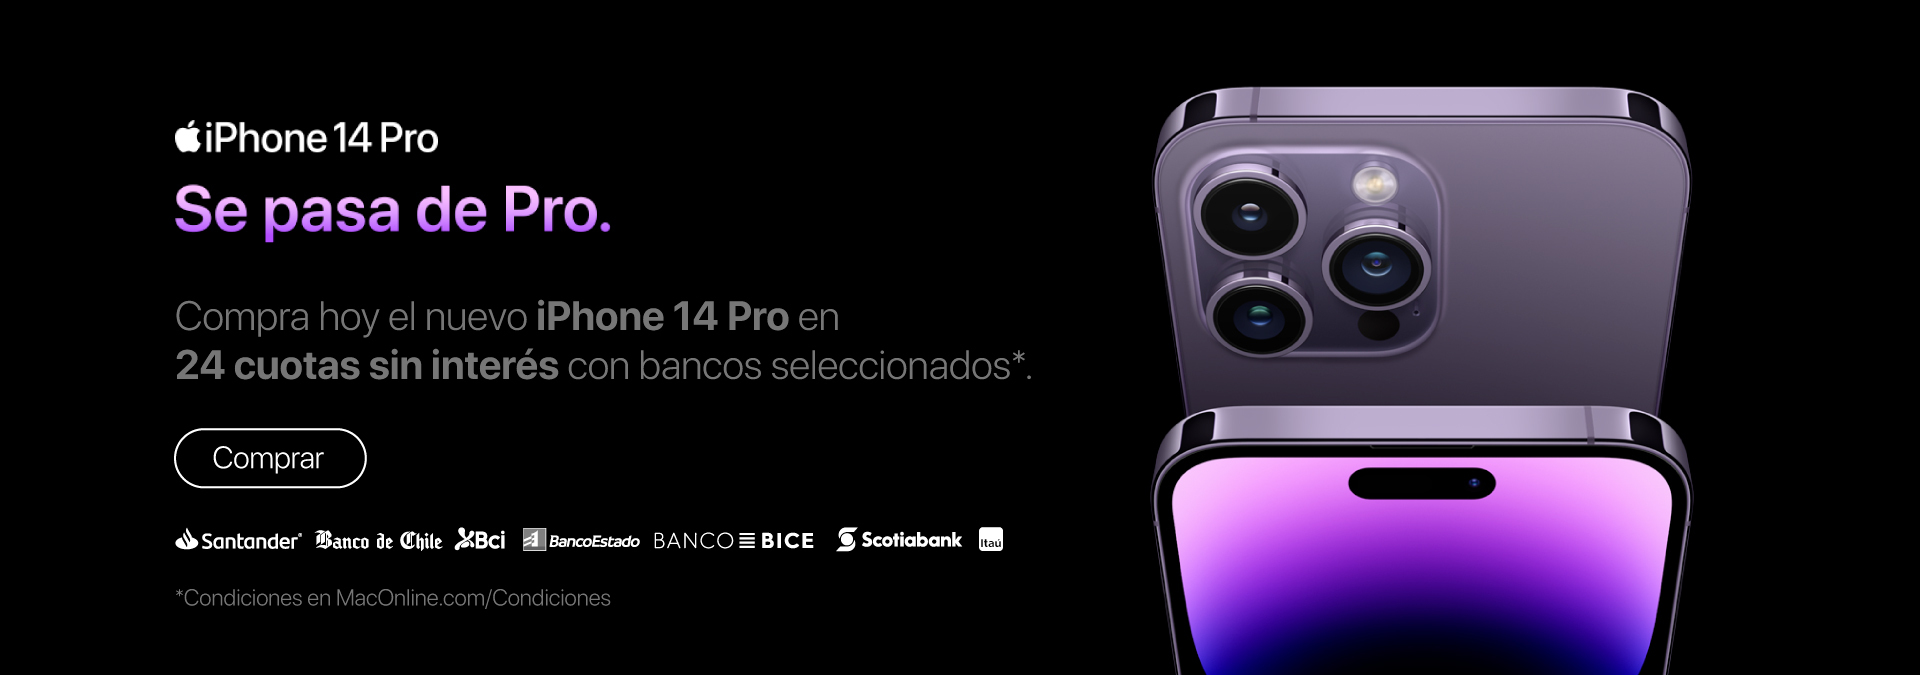 iPhone 14 Pro
Se pasa de Pro.
Compra hoy el nuevo iPhone 14 Pro en
24 cuotas sin interés con bancos seleccionados*.
Comprar
Santander Banco de Chile Bci BancoEstado BANCO BICE Scotiabank Itaú
*Condiciones en MacOnline.com/Condiciones